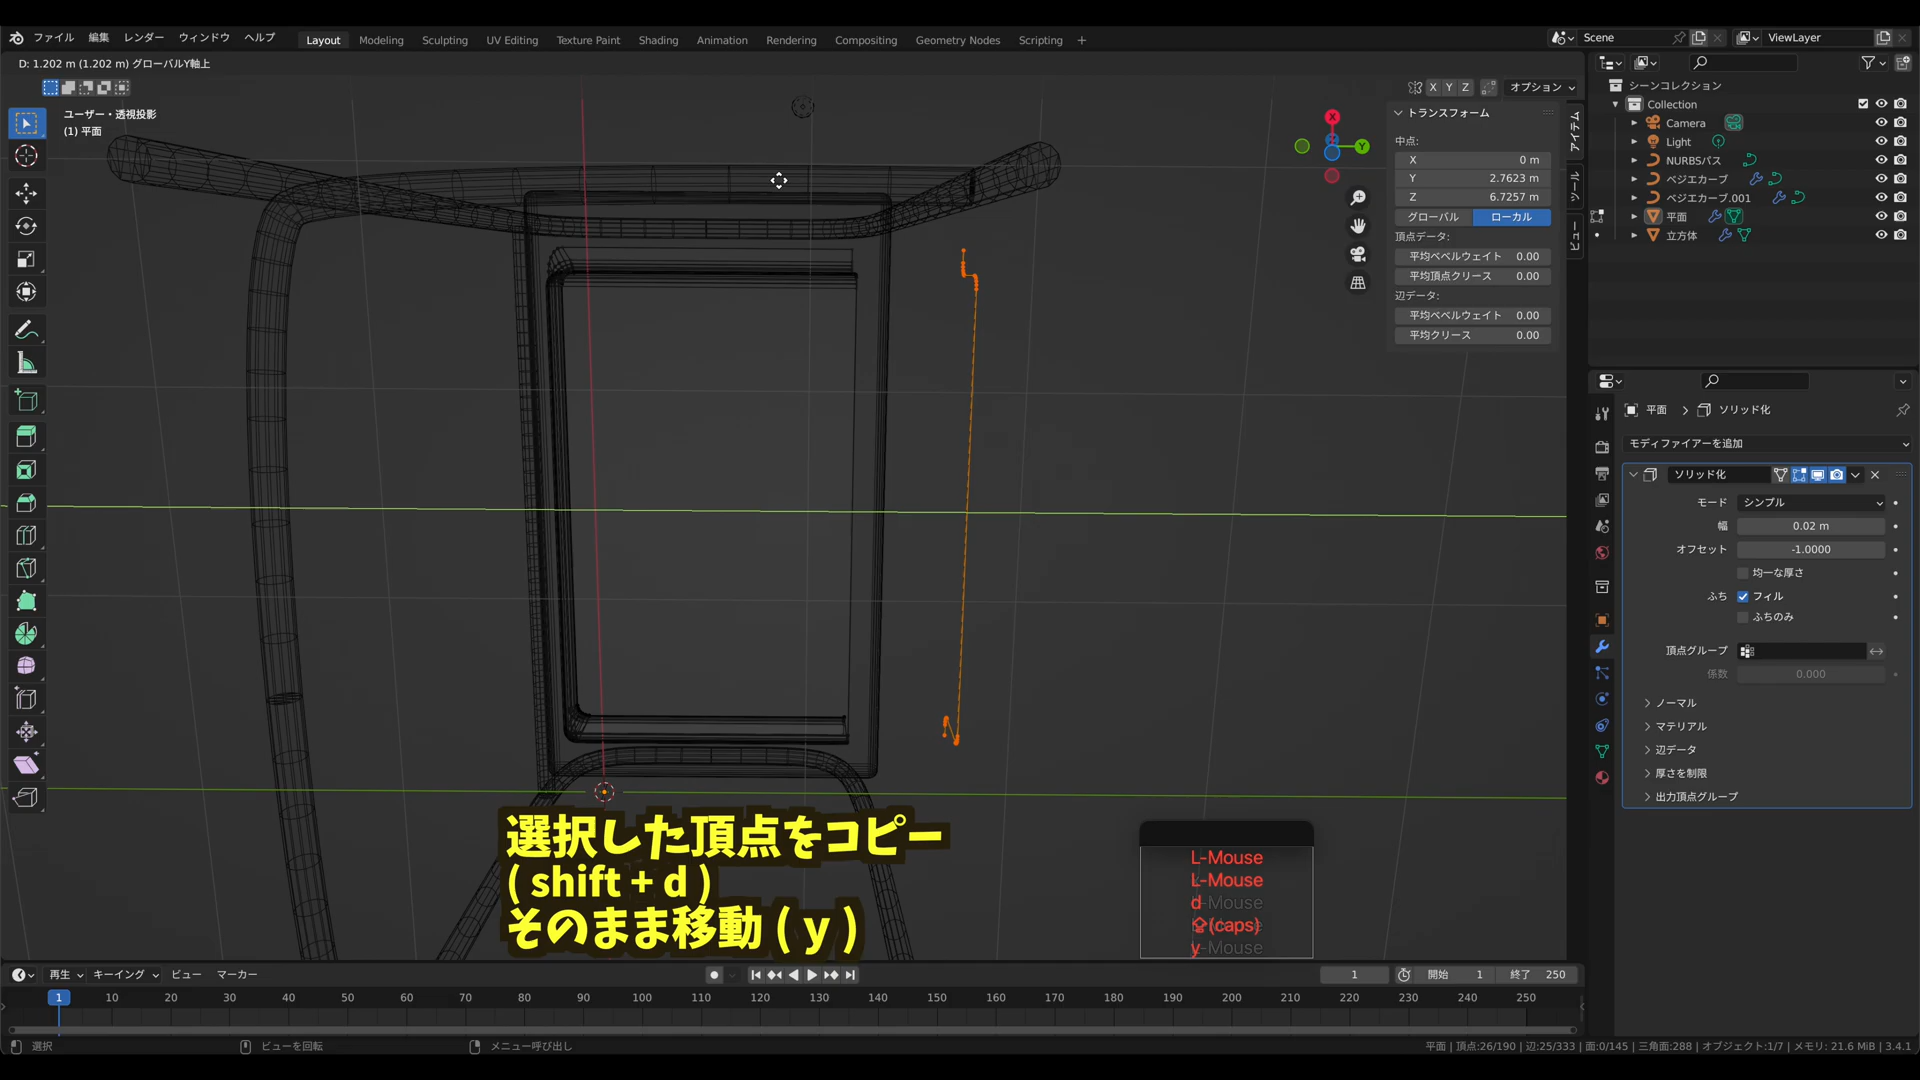 ファイル 編集 レンダー ウィンドウ ヘルプ Layout Modeling Sculpting UV Editing Texture Paint Shading Animation Rendering Compositing Geometry Nodes Scripting + Scene ViewLayer
D: 1.202 m (1.202 m) グローバルY軸上
X Y Z オプション
ユーザー・透視投影
(1) 平面
X
Y
トランスフォーム
中点:
X 0 m
Y 2.7623 m
Z 6.7257 m
グローバル ローカル
頂点データ:
平均ベベルウェイト 0.00
平均頂点クリース 0.00
辺データ:
平均ベベルウェイト 0.00
平均クリース 0.00
アイテム
ツール
ビュー
シーンコレクション
Collection
Camera
Light
NURBSパス
ベジエカーブ
ベジエカーブ.001
平面
立方体
平面 > ソリッド化
モディファイアーを追加
ソリッド化
モード シンプル
幅 0.02 m
オフセット -1.0000
均一な厚さ
ふち フィル
ふちのみ
頂点グループ
係数 0.000
ノーマル
マテリアル
辺データ
厚さを制限
出力頂点グループ
選択した頂点をコピー
( shift + d )
そのまま移動 ( y )
L-Mouse
L-Mouse
d
(caps)
y
再生 キーイング ビュー マーカー 1 開始 1 終了 250
1 10 20 30 40 50 60 70 80 90 100 110 120 130 140 150 160 170 180 190 200 210 220 230 240 250
選択 ビューを回転 メニュー呼び出し 平面 | 頂点:26/190 | 辺:25/333 | 面:0/145 | 三角面:288 | オブジェクト:1/7 | メモリ: 21.6 MiB | 3.4.1